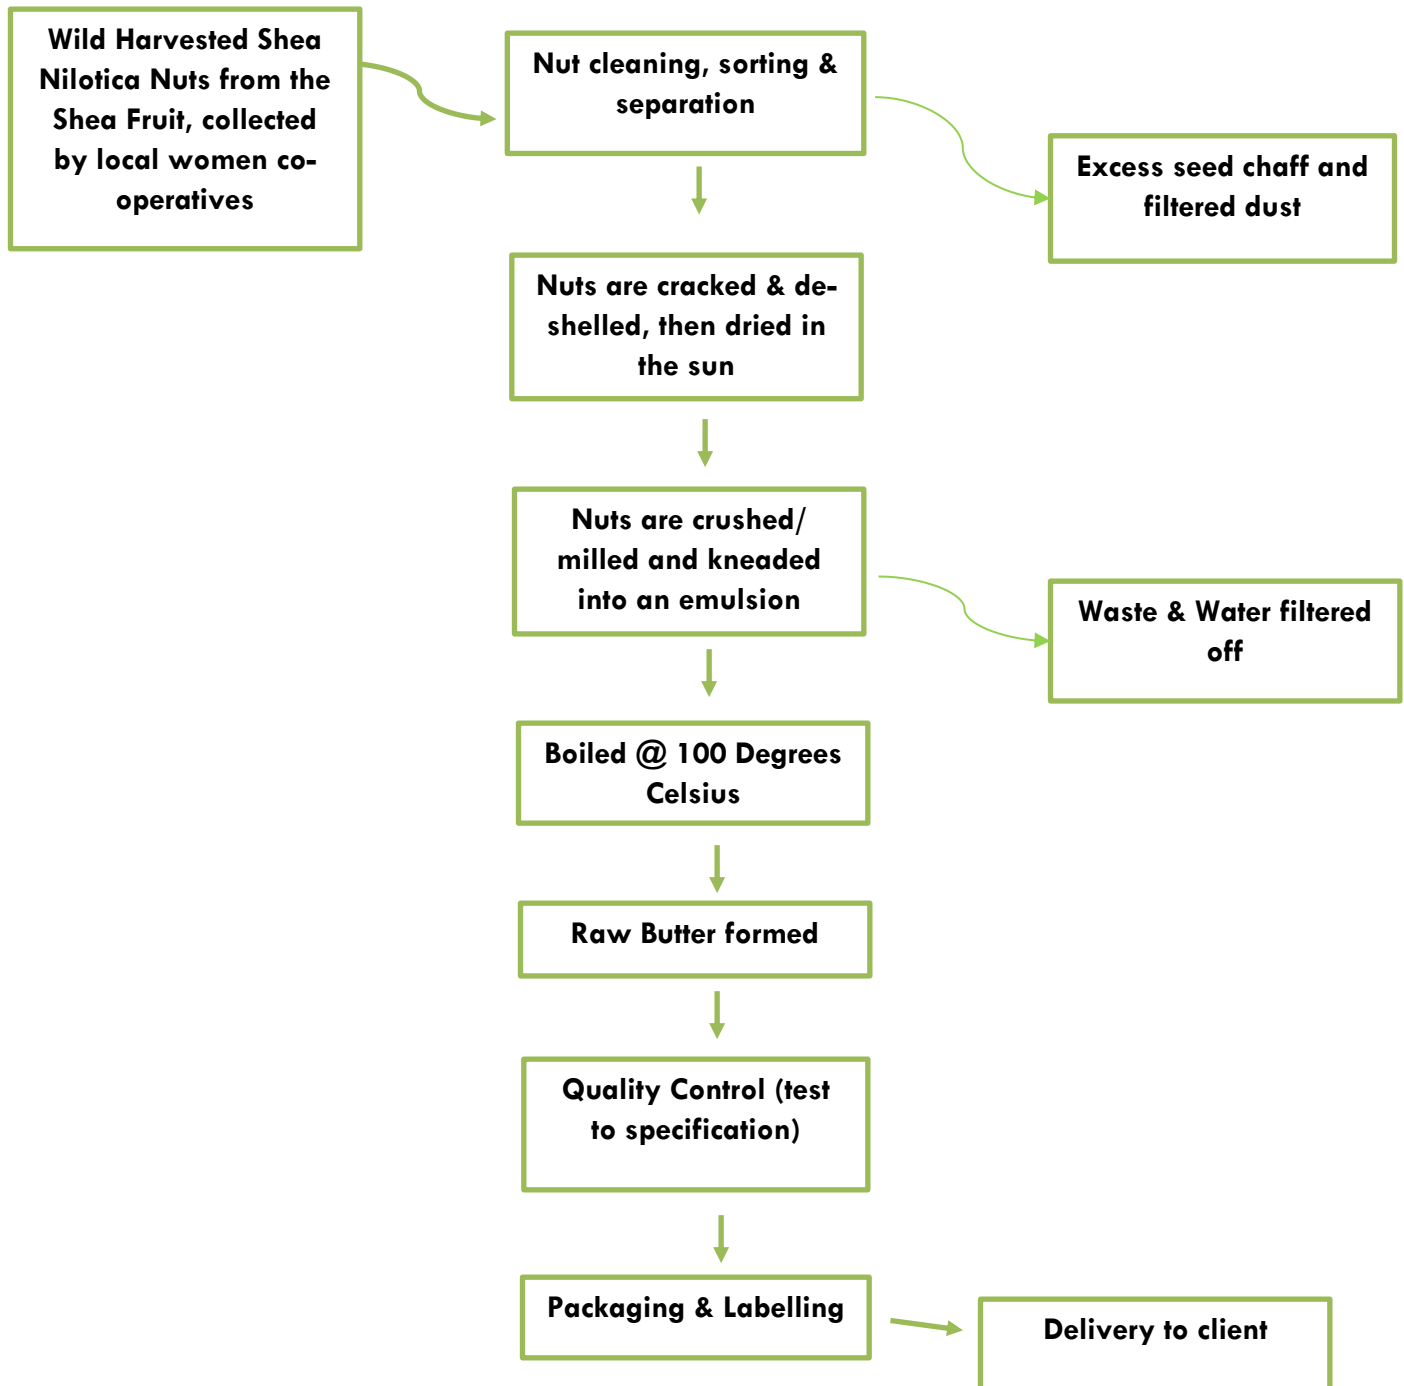 Wild Harvested Shea
Nilotica Nuts from the
Shea Fruit, collected
by local women co-
operatives
Nut cleaning, sorting &
separation
Excess seed chaff and
filtered dust
Nuts are cracked & de-
shelled, then dried in
the sun
Nuts are crushed/
milled and kneaded
into an emulsion
Waste & Water filtered
off
Boiled @ 100 Degrees
Celsius
Raw Butter formed
Quality Control (test
to specification)
Packaging & Labelling
Delivery to client